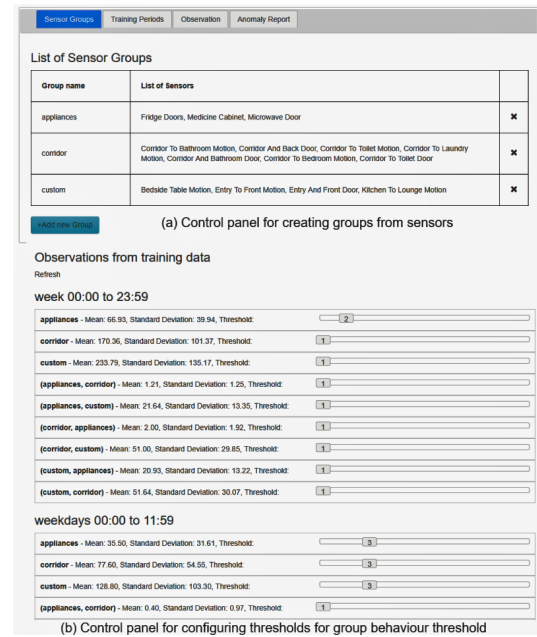 Sensor Groups Training Periods Observation Anomaly Report
List of Sensor Groups
Group name List of Sensors
appliances Fridge Doors, Medicine Cabinet, Microwave Door ✖
corridor Corridor To Bathroom Motion, Corridor And Back Door, Corridor To Toilet Motion, Corridor To Laundry
Motion, Corridor And Bathroom Door, Corridor To Bedroom Motion, Corridor To Toilet Door ✖
custom Bedside Table Motion, Entry To Front Motion, Entry And Front Door, Kitchen To Lounge Motion ✖
+Add new Group (a) Control panel for creating groups from sensors
Observations from training data
Refresh
week 00:00 to 23:59
appliances - Mean: 66.93, Standard Deviation: 39.94, Threshold: 2
corridor - Mean: 170.36, Standard Deviation: 101.37, Threshold: 1
custom - Mean: 233.79, Standard Deviation: 135.17, Threshold: 1
(appliances, corridor) - Mean: 1.21, Standard Deviation: 1.25, Threshold: 1
(appliances, custom) - Mean: 21.64, Standard Deviation: 13.35, Threshold: 1
(corridor, appliances) - Mean: 2.00, Standard Deviation: 1.92, Threshold: 1
(corridor, custom) - Mean: 51.00, Standard Deviation: 29.85, Threshold: 1
(custom, appliances) - Mean: 20.93, Standard Deviation: 13.22, Threshold: 1
(custom, corridor) - Mean: 51.64, Standard Deviation: 30.07, Threshold: 1
weekdays 00:00 to 11:59
appliances - Mean: 35.50, Standard Deviation: 31.61, Threshold: 3
corridor - Mean: 77.60, Standard Deviation: 54.55, Threshold: 3
custom - Mean: 128.80, Standard Deviation: 103.30, Threshold: 3
(appliances, corridor) - Mean: 0.40, Standard Deviation: 0.97, Threshold: 1
(b) Control panel for configuring thresholds for group behaviour threshold